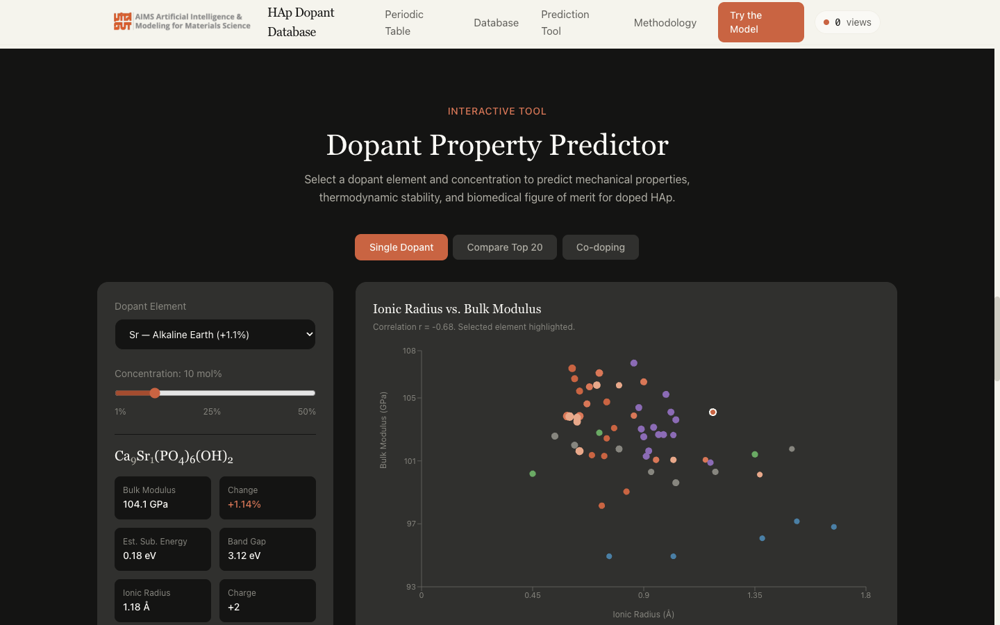 AIMS Artificial Intelligence &
Modeling for Materials Science
HAp Dopant
Database
Periodic
Table
Database
Prediction
Tool
Methodology
Try the
Model
0 views
INTERACTIVE TOOL
Dopant Property Predictor
Select a dopant element and concentration to predict mechanical properties,
thermodynamic stability, and biomedical figure of merit for doped HAp.
Single Dopant
Compare Top 20
Co-doping
Dopant Element
Sr — Alkaline Earth (+1.1%)
Concentration: 10 mol%
1% 25% 50%
Ca₉Sr₁(PO₄)₆(OH)₂
Bulk Modulus
104.1 GPa
Change
+1.14%
Est. Sub. Energy
0.18 eV
Band Gap
3.12 eV
Ionic Radius
1.18 Å
Charge
+2
Ionic Radius vs. Bulk Modulus
Correlation r = -0.68. Selected element highlighted.
Bulk Modulus (GPa)
108
105
101
97
93
0 0.45 0.9 1.35 1.8
Ionic Radius (Å)